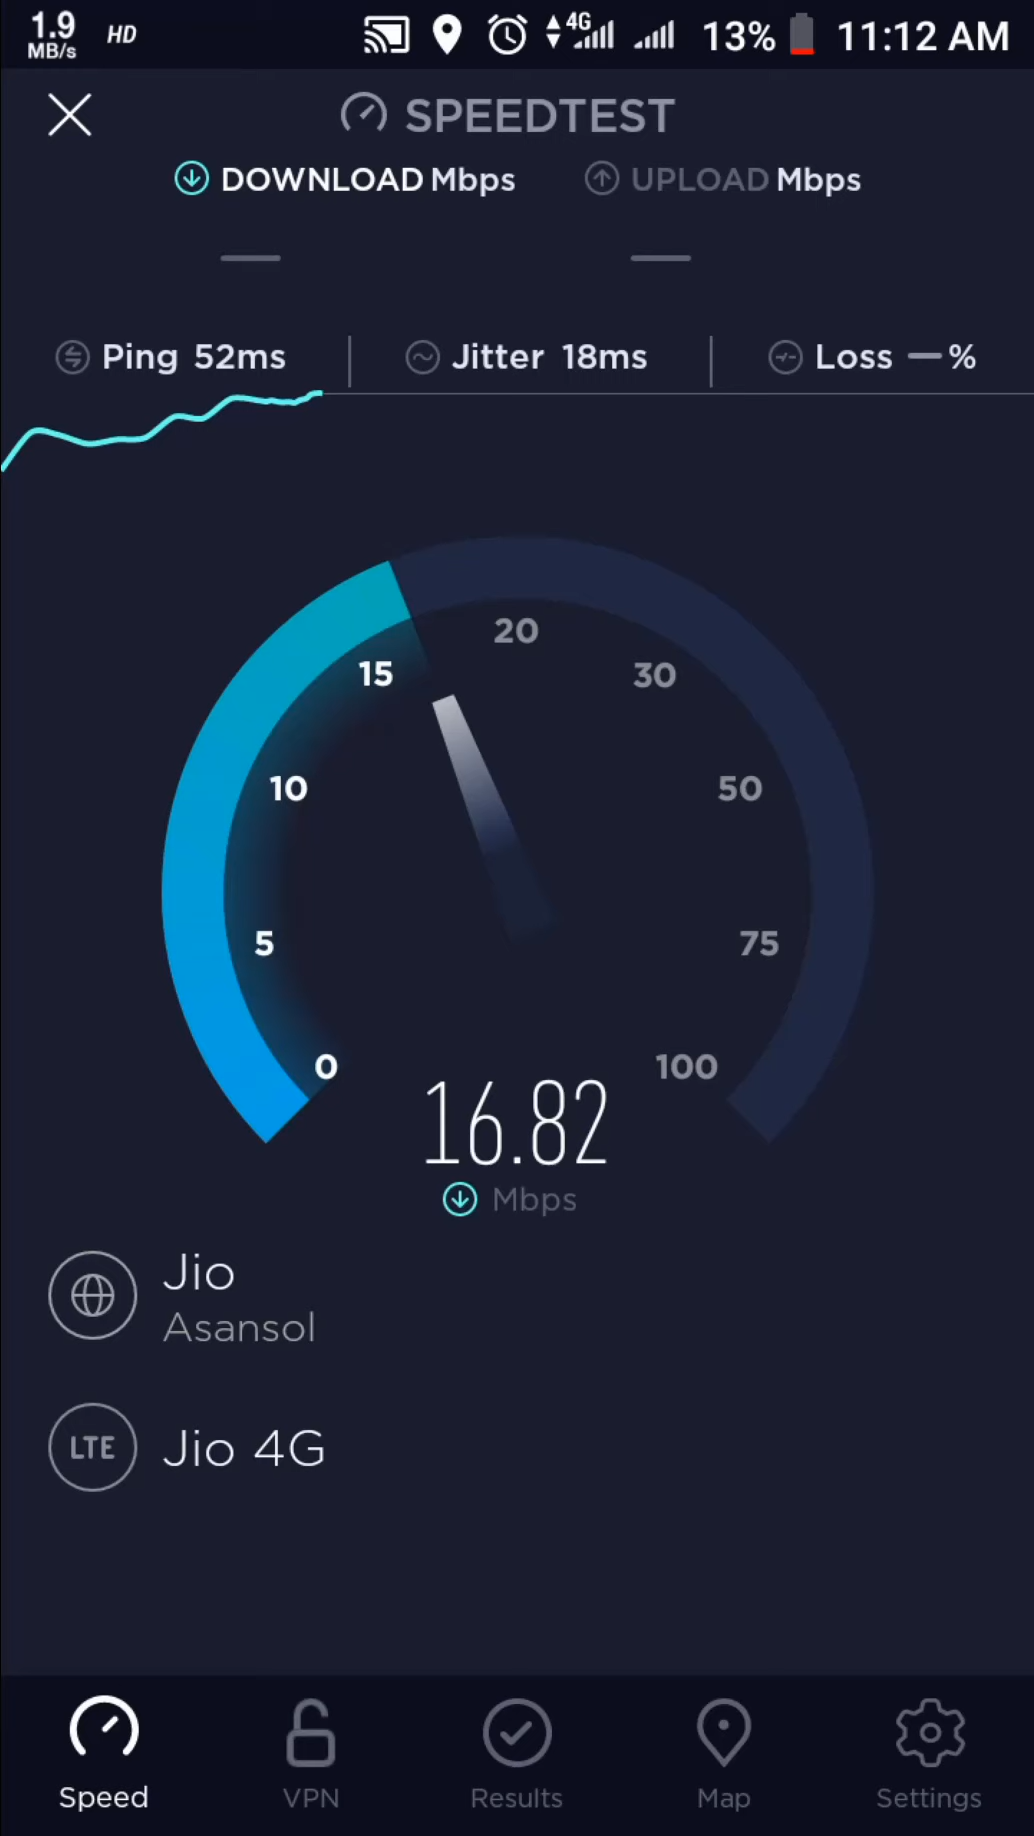 1.9 HD 4G 13% 11:12 AM
MB/s
SPEEDTEST
DOWNLOAD Mbps UPLOAD Mbps
— —
Ping 52ms Jitter 18ms Loss — %
20
15 30
10 50
5 75
0 100
16.82
Mbps
Jio
Asansol
LTE Jio 4G
Speed VPN Results Map Settings